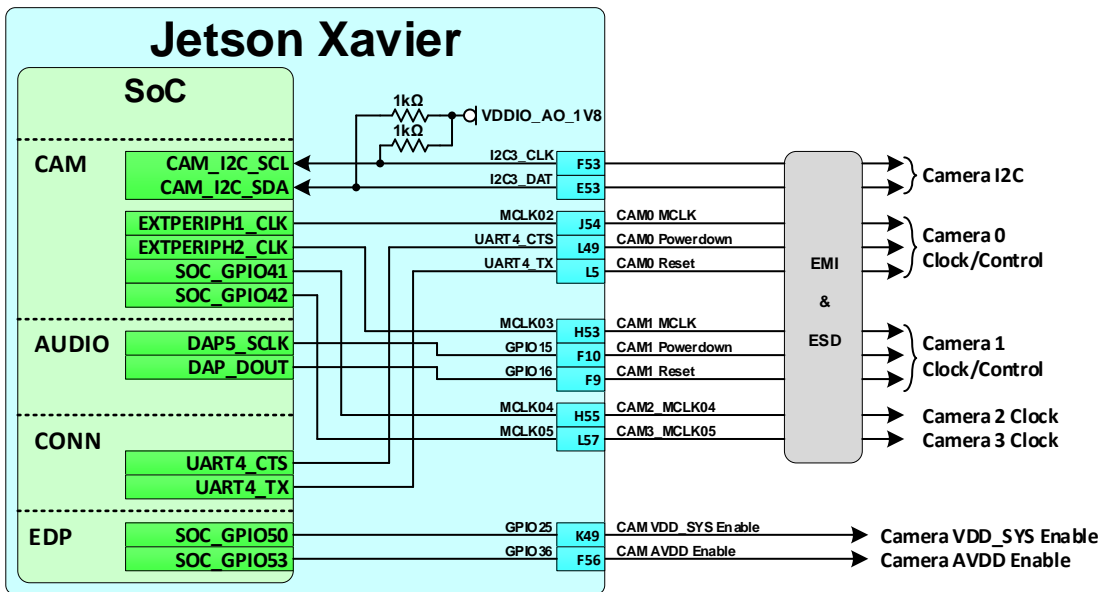 Jetson Xavier
SoC
1kΩ
VDDIO_AO_1V8
1kΩ
CAM
CAM_I2C_SCL
I2C3_CLK
F53
CAM_I2C_SDA
I2C3_DAT
E53
Camera I2C
EXTPERIPH1_CLK
MCLK02
J54
CAM0 MCLK
EXTPERIPH2_CLK
UART4_CTS
L49
CAM0 Powerdown
SOC_GPIO41
UART4_TX
L5
CAM0 Reset
SOC_GPIO42
Camera 0
Clock/Control
EMI
&
ESD
AUDIO
MCLK03
H53
CAM1 MCLK
DAP5_SCLK
GPIO15
F10
CAM1 Powerdown
DAP_DOUT
GPIO16
F9
CAM1 Reset
Camera 1
Clock/Control
MCLK04
H55
CAM2_MCLK04
Camera 2 Clock
MCLK05
L57
CAM3_MCLK05
Camera 3 Clock
CONN
UART4_CTS
UART4_TX
EDP
SOC_GPIO50
GPIO25
K49
CAM VDD_SYS Enable
Camera VDD_SYS Enable
SOC_GPIO53
GPIO36
F56
CAM AVDD Enable
Camera AVDD Enable